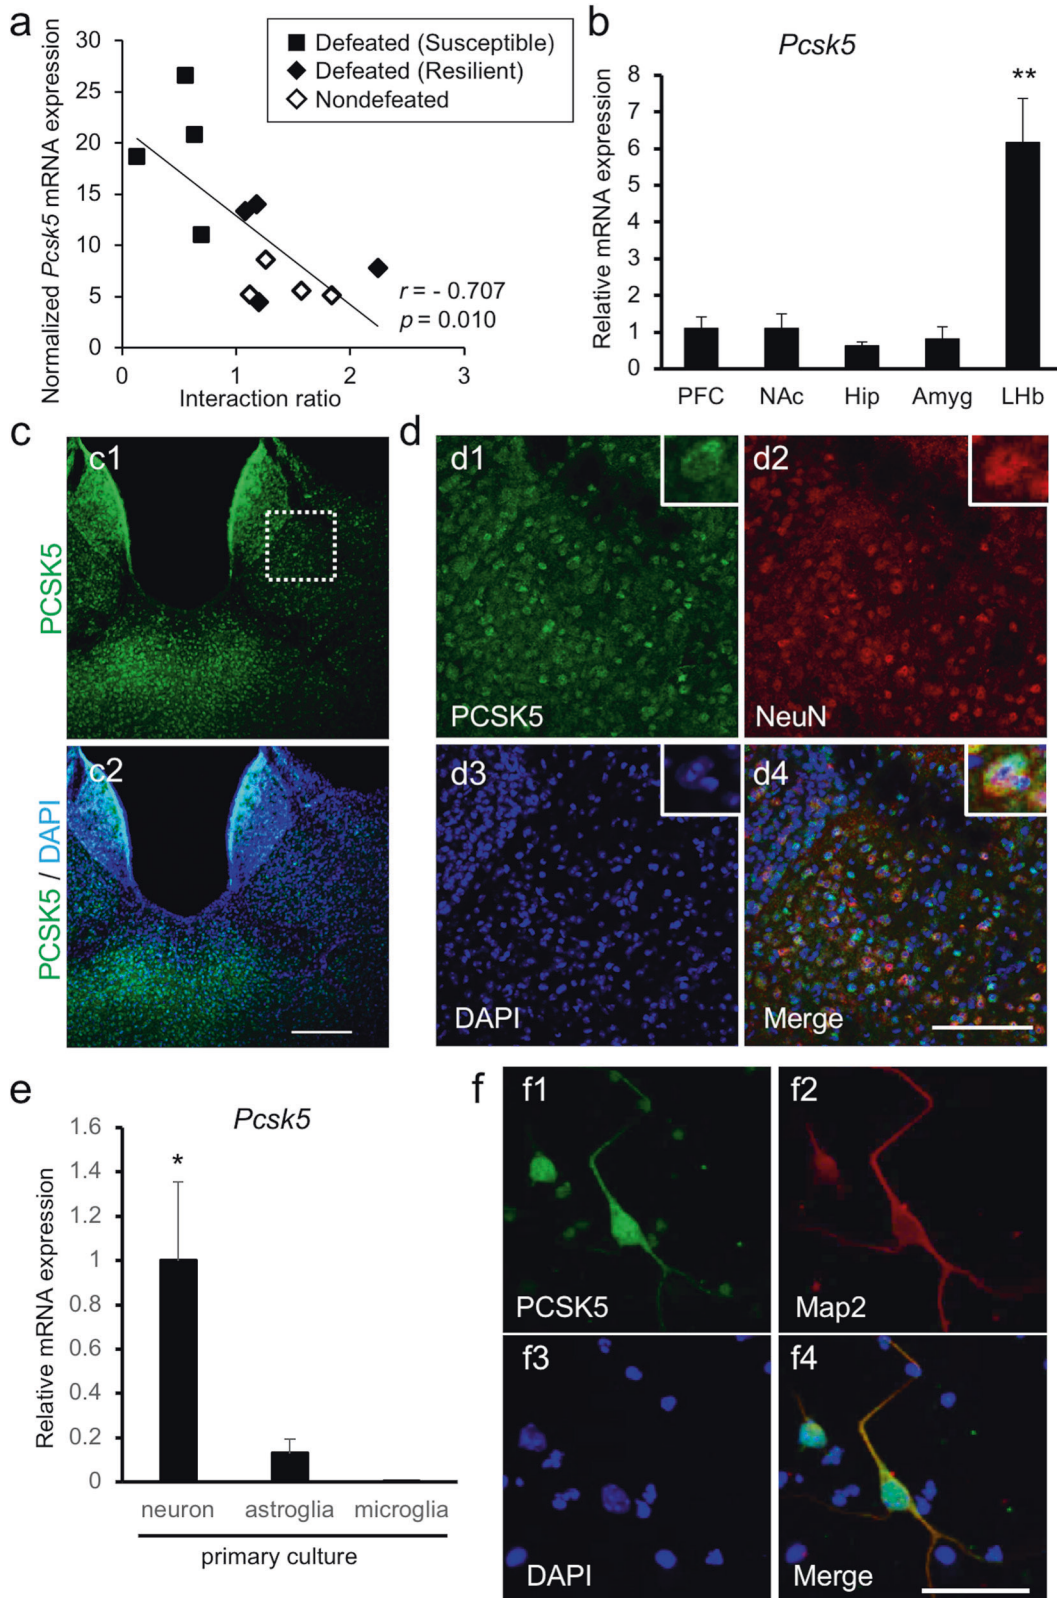 a
30
25
20
15
10
5
0
Normalized Pcsk5 mRNA expression
0 1 2 3
Interaction ratio
Defeated (Susceptible)
Defeated (Resilient)
Nondefeated
r = - 0.707
p = 0.010
b
Pcsk5
**
8
7
6
5
4
3
2
1
0
Relative mRNA expression
PFC NAc Hip Amyg LHb
c
c1
PCSK5
c2
PCSK5 / DAPI
d
d1
PCSK5
d2
NeuN
d3
DAPI
d4
Merge
e
Pcsk5
*
1.6
1.4
1.2
1
0.8
0.6
0.4
0.2
0
Relative mRNA expression
neuron astroglia microglia
primary culture
f
f1
PCSK5
f2
Map2
f3
DAPI
f4
Merge